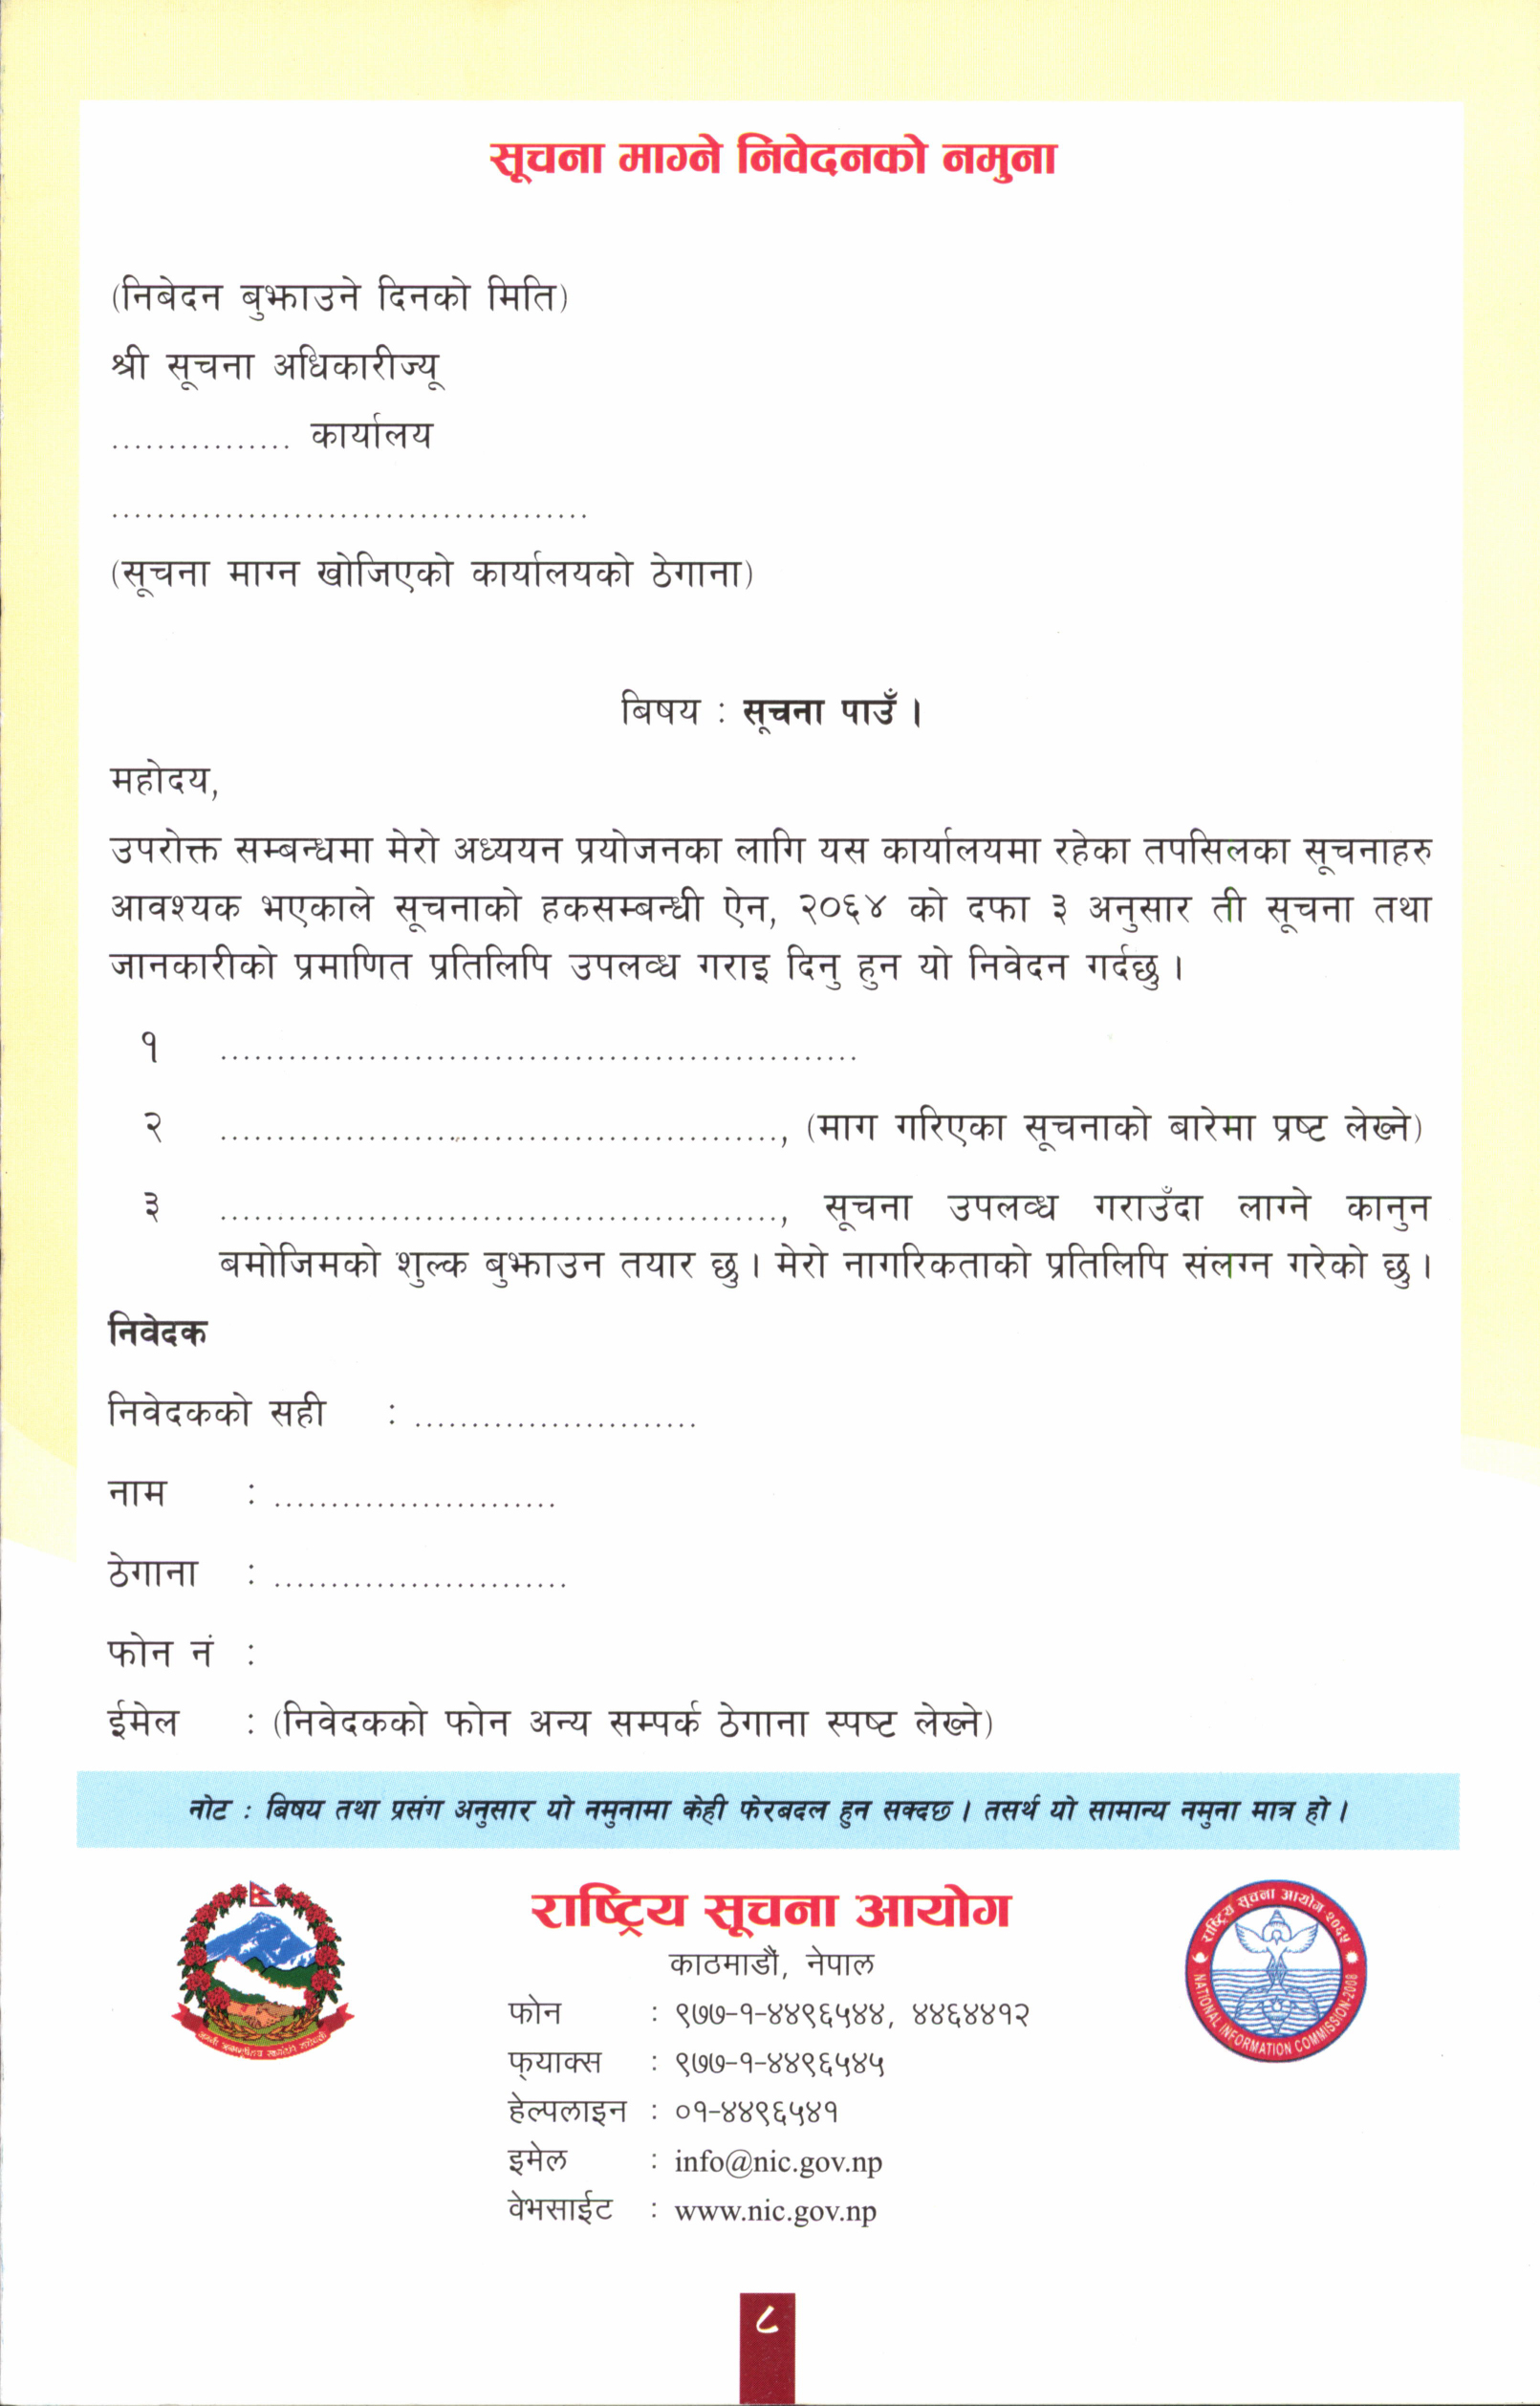 सूचना माग्ने निवेदनको नमुना
(निबेदन बुझाउने दिनको मिति)
श्री सूचना अधिकारीज्यू
................ कार्यालय
..........................................
(सूचना माग्न खोजिएको कार्यालयको ठेगाना)
बिषय : सूचना पाउँ ।
महोदय,
उपरोक्त सम्बन्धमा मेरो अध्ययन प्रयोजनका लागि यस कार्यालयमा रहेका तपसिलका सूचनाहरु
आवश्यक भएकाले सूचनाको हकसम्बन्धी ऐन, २०६४ को दफा ३ अनुसार ती सूचना तथा
जानकारीको प्रमाणित प्रतिलिपि उपलव्ध गराइ दिनु हुन यो निवेदन गर्दछु ।
१ ........................................................
२ ................................................., (माग गरिएका सूचनाको बारेमा प्रष्ट लेख्ने)
३ ................................................., सूचना उपलव्ध गराउँदा लाग्ने कानुन
बमोजिमको शुल्क बुझाउन तयार छु । मेरो नागरिकताको प्रतिलिपि संलग्न गरेको छु ।
निवेदक
निवेदकको सही : .........................
नाम : .........................
ठेगाना : ..........................
फोन नं :
ईमेल : (निवेदकको फोन अन्य सम्पर्क ठेगाना स्पष्ट लेख्ने)
नोट : बिषय तथा प्रसंग अनुसार यो नमुनामा केही फेरबदल हुन सक्दछ । तसर्थ यो सामान्य नमुना मात्र हो ।
राष्ट्रिय सूचना आयोग
काठमाडौं, नेपाल
फोन : ९७७-१-४४९६५४४, ४४६४४१२
फ्याक्स : ९७७-१-४४९६५४५
हेल्पलाइन : ०१-४४९६५४१
इमेल : info@nic.gov.np
वेभसाईट : www.nic.gov.np
राष्ट्रिय सूचना आयोग-२०६५
NATIONAL INFORMATION COMMISSION-2008
८